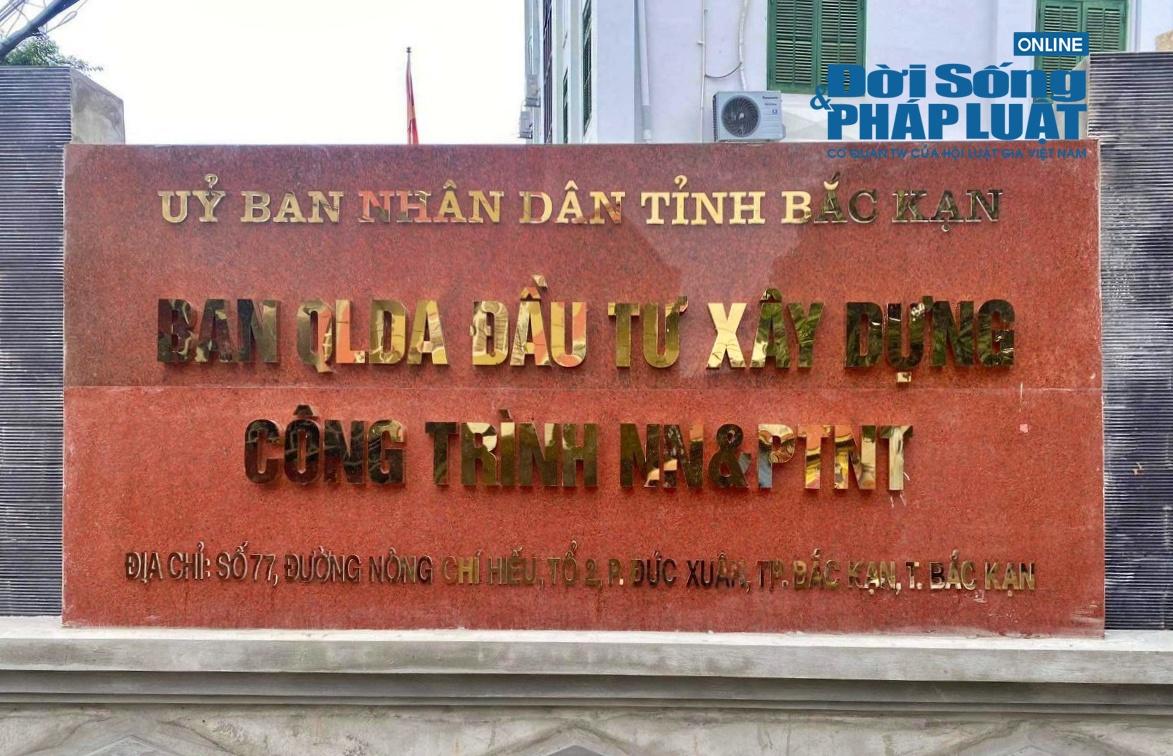 ONLINE
Đời Sống
& PHÁP LUẬT
CƠ QUAN TW CỦA HỘI LUẬT GIA VIỆT NAM
UỶ BAN NHÂN DÂN TỈNH BẮC KẠN
BAN QLDA ĐẦU TƯ XÂY DỰNG
CÔNG TRÌNH NN&PTNT
ĐỊA CHỈ: SỐ 77, ĐƯỜNG NÔNG CHÍ HIẾU, TỔ 2, P. ĐỨC XUÂN, TP. BẮC KẠN, T. BẮC KẠN